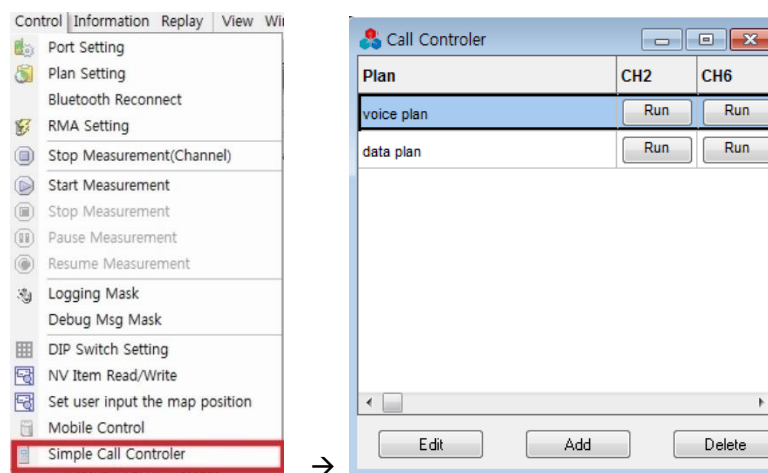 Control Information Replay View Wi
Port Setting
Plan Setting
Bluetooth Reconnect
RMA Setting
Stop Measurement(Channel)
Start Measurement
Stop Measurement
Pause Measurement
Resume Measurement
Logging Mask
Debug Msg Mask
DIP Switch Setting
NV Item Read/Write
Set user input the map position
Mobile Control
Simple Call Controler
→
Call Controler
Plan CH2 CH6
voice plan Run Run
data plan Run Run
Edit Add Delete